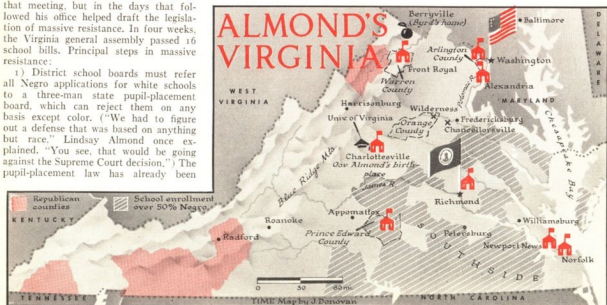 that meeting, but in the days that fol-
lowed his office helped draft the legisla-
tion of massive resistance. In four weeks,
the Virginia general assembly passed 16
school bills. Principal steps in massive
resistance:
1) District school boards must refer
all Negro applications for white schools
to a three-man state pupil-placement
board, which can reject them on any
basis except color. ("We had to figure
out a defense that was based on anything
but race," Lindsay Almond once ex-
plained. "You see, that would be going
against the Supreme Court decision.") The
pupil-placement law has already been
ALMOND'S
VIRGINIA
Berryville
(Byrd's home)
Baltimore
DELAWARE
Arlington
County
Washington
Front Royal
Warren
County
Alexandria
MARYLAND
WEST
VIRGINIA
Harrisonburg
Wilderness
Fredericksburg
Orange
County
Chancellorsville
Univ of Virginia
Chesapeake Bay
Charlottesville
Gov Almond's birth-
place
Blue Ridge Mts
James R.
Richmond
Republican
counties
School enrollment
over 50% Negro
KENTUCKY
Appomattox
Williamsburg
Roanoke
Petersburg
Radford
Prince Edward
County
Newport News
SOUTHSIDE
Norfolk
0 50 80 mi.
TENNESSEE
TIME Map by J. Donovan
NORTH CAROLINA